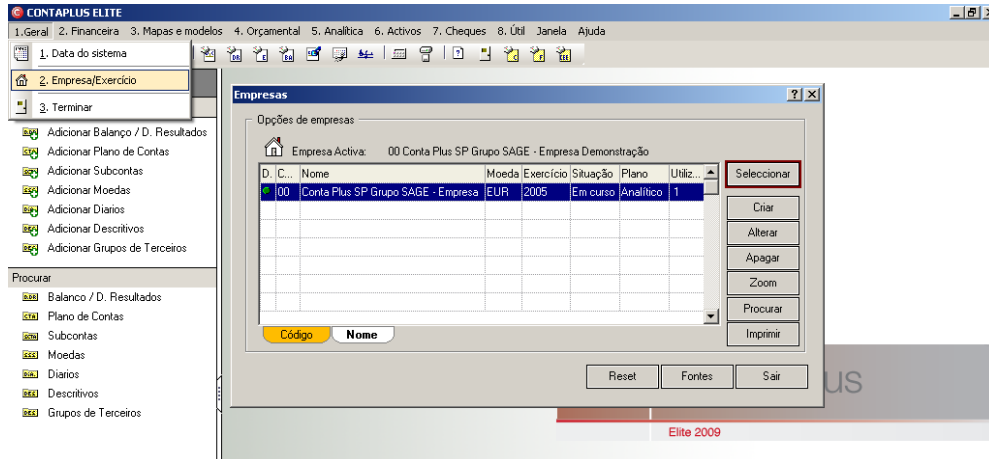 CONTAPLUS ELITE
1.Geral 2. Financeira 3. Mapas e modelos 4. Orçamental 5. Analítica 6. Activos 7. Cheques 8. Útil Janela Ajuda
1. Data do sistema
2. Empresa/Exercício
3. Terminar
Adicionar Balanço / D. Resultados
Adicionar Plano de Contas
Adicionar Subcontas
Adicionar Moedas
Adicionar Diarios
Adicionar Descritivos
Adicionar Grupos de Terceiros
Procurar
Balanco / D. Resultados
Plano de Contas
Subcontas
Moedas
Diarios
Descritivos
Grupos de Terceiros
Empresas
Opções de empresas
Empresa Activa: 00 Conta Plus SP Grupo SAGE - Empresa Demonstração
D. C... Nome Moeda Exercício Situação Plano Utiliz...
00 Conta Plus SP Grupo SAGE - Empresa EUR 2005 Em curso Analítico 1
Código Nome
Seleccionar
Criar
Alterar
Apagar
Zoom
Procurar
Imprimir
Reset Fontes Sair
us
Elite 2009